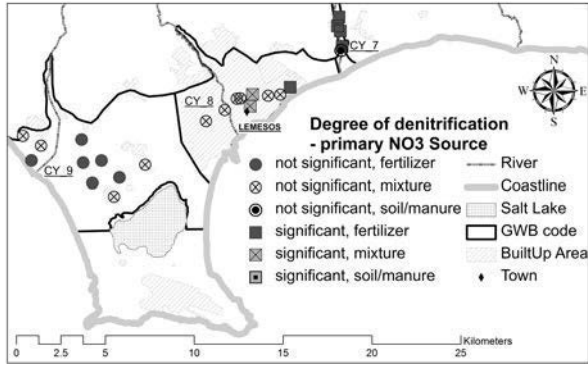 CY_7
N
W E
S
CY_8
LEMESOS
CY_9
Degree of denitrification
- primary NO3 Source
not significant, fertilizer
not significant, mixture
not significant, soil/manure
significant, fertilizer
significant, mixture
significant, soil/manure
River
Coastline
Salt Lake
GWB code
BuiltUp Area
Town
Kilometers
0 2.5 5 10 15 20 25